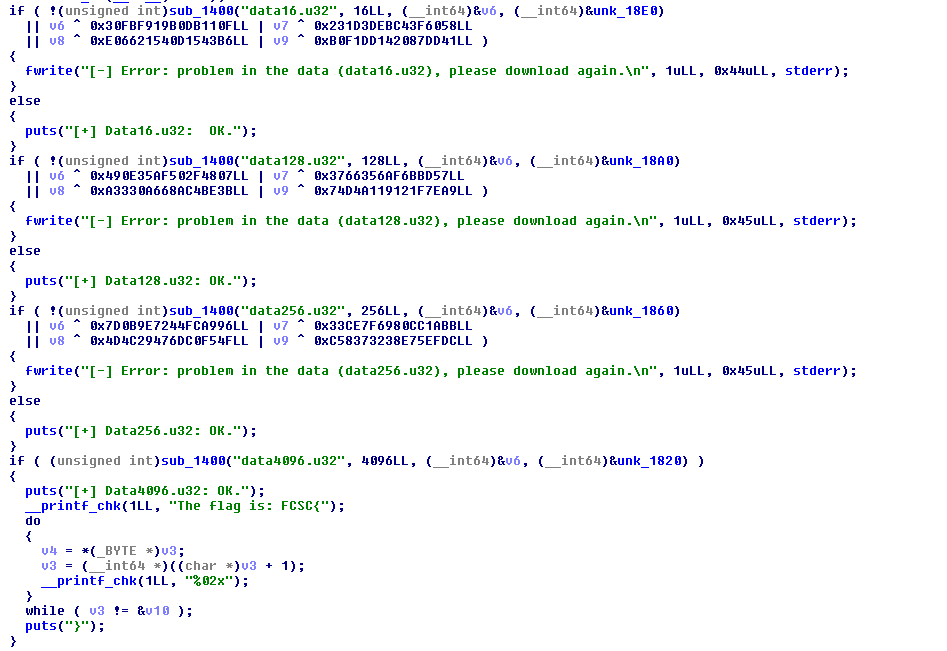 if ( !(unsigned int)sub_1400("data16.u32", 16LL, (__int64)&v6, (__int64)&unk_18E0)
|| v6 ^ 0x30FBF919B0DB110FLL | v7 ^ 0x231D3DEBC43F6058LL
|| v8 ^ 0xE06621540D1543B6LL | v9 ^ 0xB0F1DD142087DD41LL )
{
fwrite("[-] Error: problem in the data (data16.u32), please download again.\n", 1uLL, 0x44uLL, stderr);
}
else
{
puts("[+] Data16.u32:  OK.");
}
if ( !(unsigned int)sub_1400("data128.u32", 128LL, (__int64)&v6, (__int64)&unk_18A0)
|| v6 ^ 0x490E35AF502F4807LL | v7 ^ 0x3766356AF6BBD57LL
|| v8 ^ 0xA3330A668AC4BE3BLL | v9 ^ 0x74D4A119121F7EA9LL )
{
fwrite("[-] Error: problem in the data (data128.u32), please download again.\n", 1uLL, 0x45uLL, stderr);
}
else
{
puts("[+] Data128.u32: OK.");
}
if ( !(unsigned int)sub_1400("data256.u32", 256LL, (__int64)&v6, (__int64)&unk_1860)
|| v6 ^ 0x7D0B9E7244FCA996LL | v7 ^ 0x33CE7F6980CC1ABBLL
|| v8 ^ 0x4D4C29476DC0F54FLL | v9 ^ 0xC58373238E75EFDCLL )
{
fwrite("[-] Error: problem in the data (data256.u32), please download again.\n", 1uLL, 0x45uLL, stderr);
}
else
{
puts("[+] Data256.u32: OK.");
}
if ( (unsigned int)sub_1400("data4096.u32", 4096LL, (__int64)&v6, (__int64)&unk_1820) )
{
puts("[+] Data4096.u32: OK.");
__printf_chk(1LL, "The flag is: FCSC{");
do
{
v4 = *(_BYTE *)v3;
v3 = (__int64 *)((char *)v3 + 1);
__printf_chk(1LL, "%02x");
}
while ( v3 != &v10 );
puts("}");
}